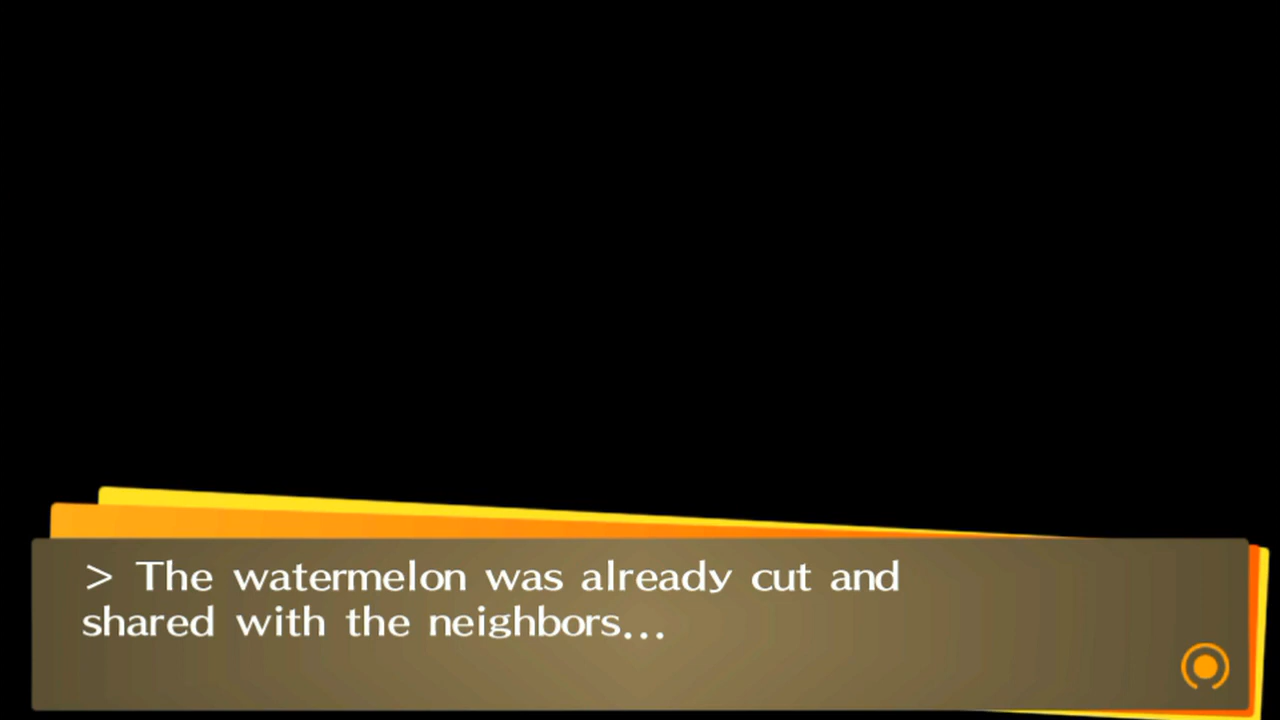 > The watermelon was already cut and
shared with the neighbors...